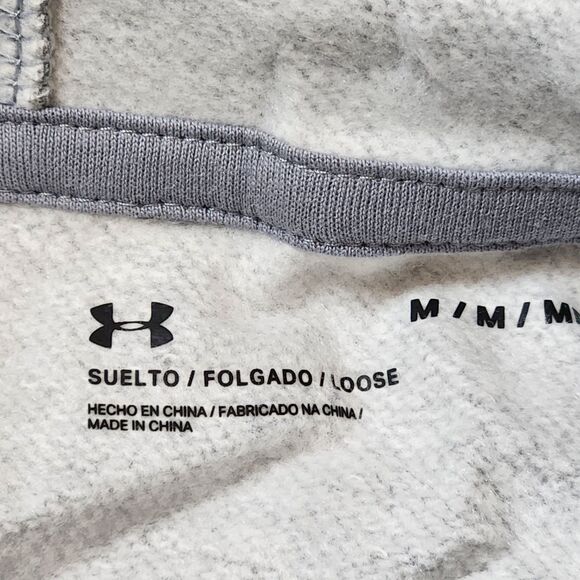 M / M / M
SUELTO / FOLGADO / LOOSE
HECHO EN CHINA / FABRICADO NA CHINA /
MADE IN CHINA